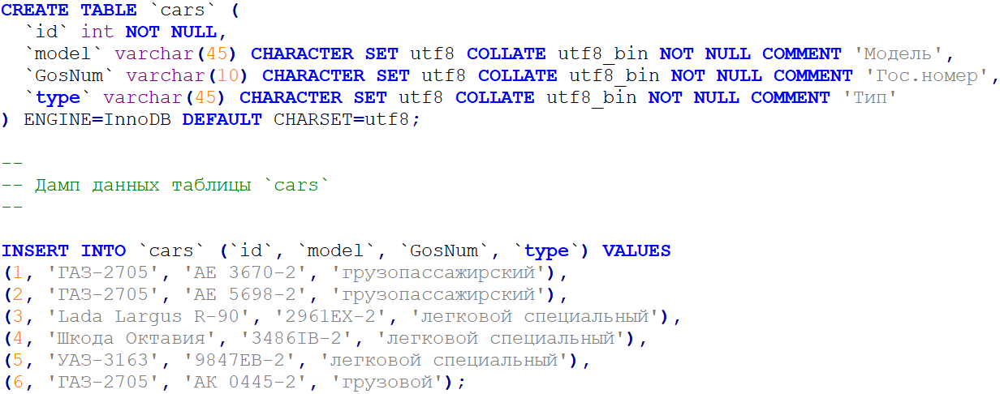 CREATE TABLE `cars` (
  `id` int NOT NULL,
  `model` varchar(45) CHARACTER SET utf8 COLLATE utf8_bin NOT NULL COMMENT 'Модель',
  `GosNum` varchar(10) CHARACTER SET utf8 COLLATE utf8_bin NOT NULL COMMENT 'Гос.номер',
  `type` varchar(45) CHARACTER SET utf8 COLLATE utf8_bin NOT NULL COMMENT 'Тип'
) ENGINE=InnoDB DEFAULT CHARSET=utf8;
--
-- Дамп данных таблицы `cars`
--
INSERT INTO `cars` (`id`, `model`, `GosNum`, `type`) VALUES
(1, 'ГАЗ-2705', 'АЕ 3670-2', 'грузопассажирский'),
(2, 'ГАЗ-2705', 'АЕ 5698-2', 'грузопассажирский'),
(3, 'Lada Largus R-90', '2961ЕХ-2', 'легковой специальный'),
(4, 'Шкода Октавия', '3486IВ-2', 'легковой специальный'),
(5, 'УАЗ-3163', '9847ЕВ-2', 'легковой специальный'),
(6, 'ГАЗ-2705', 'АК 0445-2', 'грузовой');